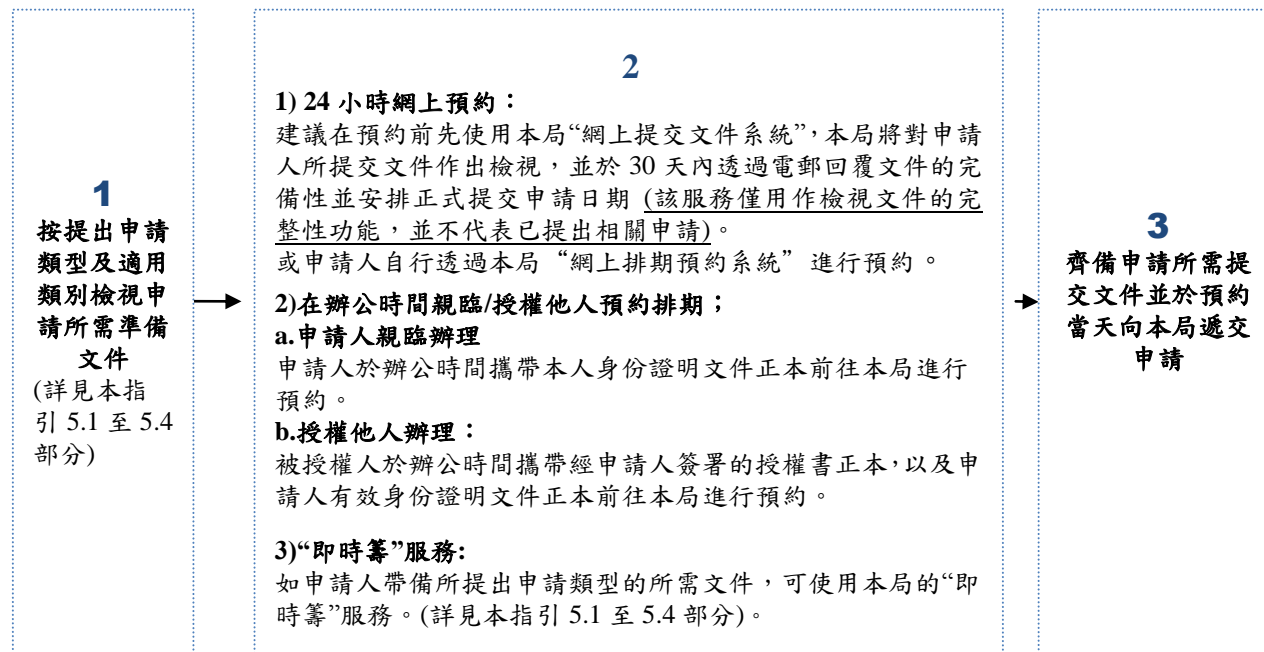 1
按提出申請
類型及適用
類別檢視申
請所需準備
文件
(詳見本指
引 5.1 至 5.4
部分)
2
1) 24 小時網上預約：
建議在預約前先使用本局“網上提交文件系統”，本局將對申請
人所提交文件作出檢視，並於 30 天內透過電郵回覆文件的完
備性並安排正式提交申請日期 (該服務僅用作檢視文件的完
整性功能，並不代表已提出相關申請)。
或申請人自行透過本局“網上排期預約系統”進行預約。
2)在辦公時間親臨/授權他人預約排期；
a.申請人親臨辦理
申請人於辦公時間攜帶本人身份證明文件正本前往本局進行
預約。
b.授權他人辦理：
被授權人於辦公時間攜帶經申請人簽署的授權書正本，以及申
請人有效身份證明文件正本前往本局進行預約。
3)“即時籌”服務:
如申請人帶備所提出申請類型的所需文件，可使用本局的“即
時籌”服務。(詳見本指引 5.1 至 5.4 部分)。
3
齊備申請所需提
交文件並於預約
當天向本局遞交
申請